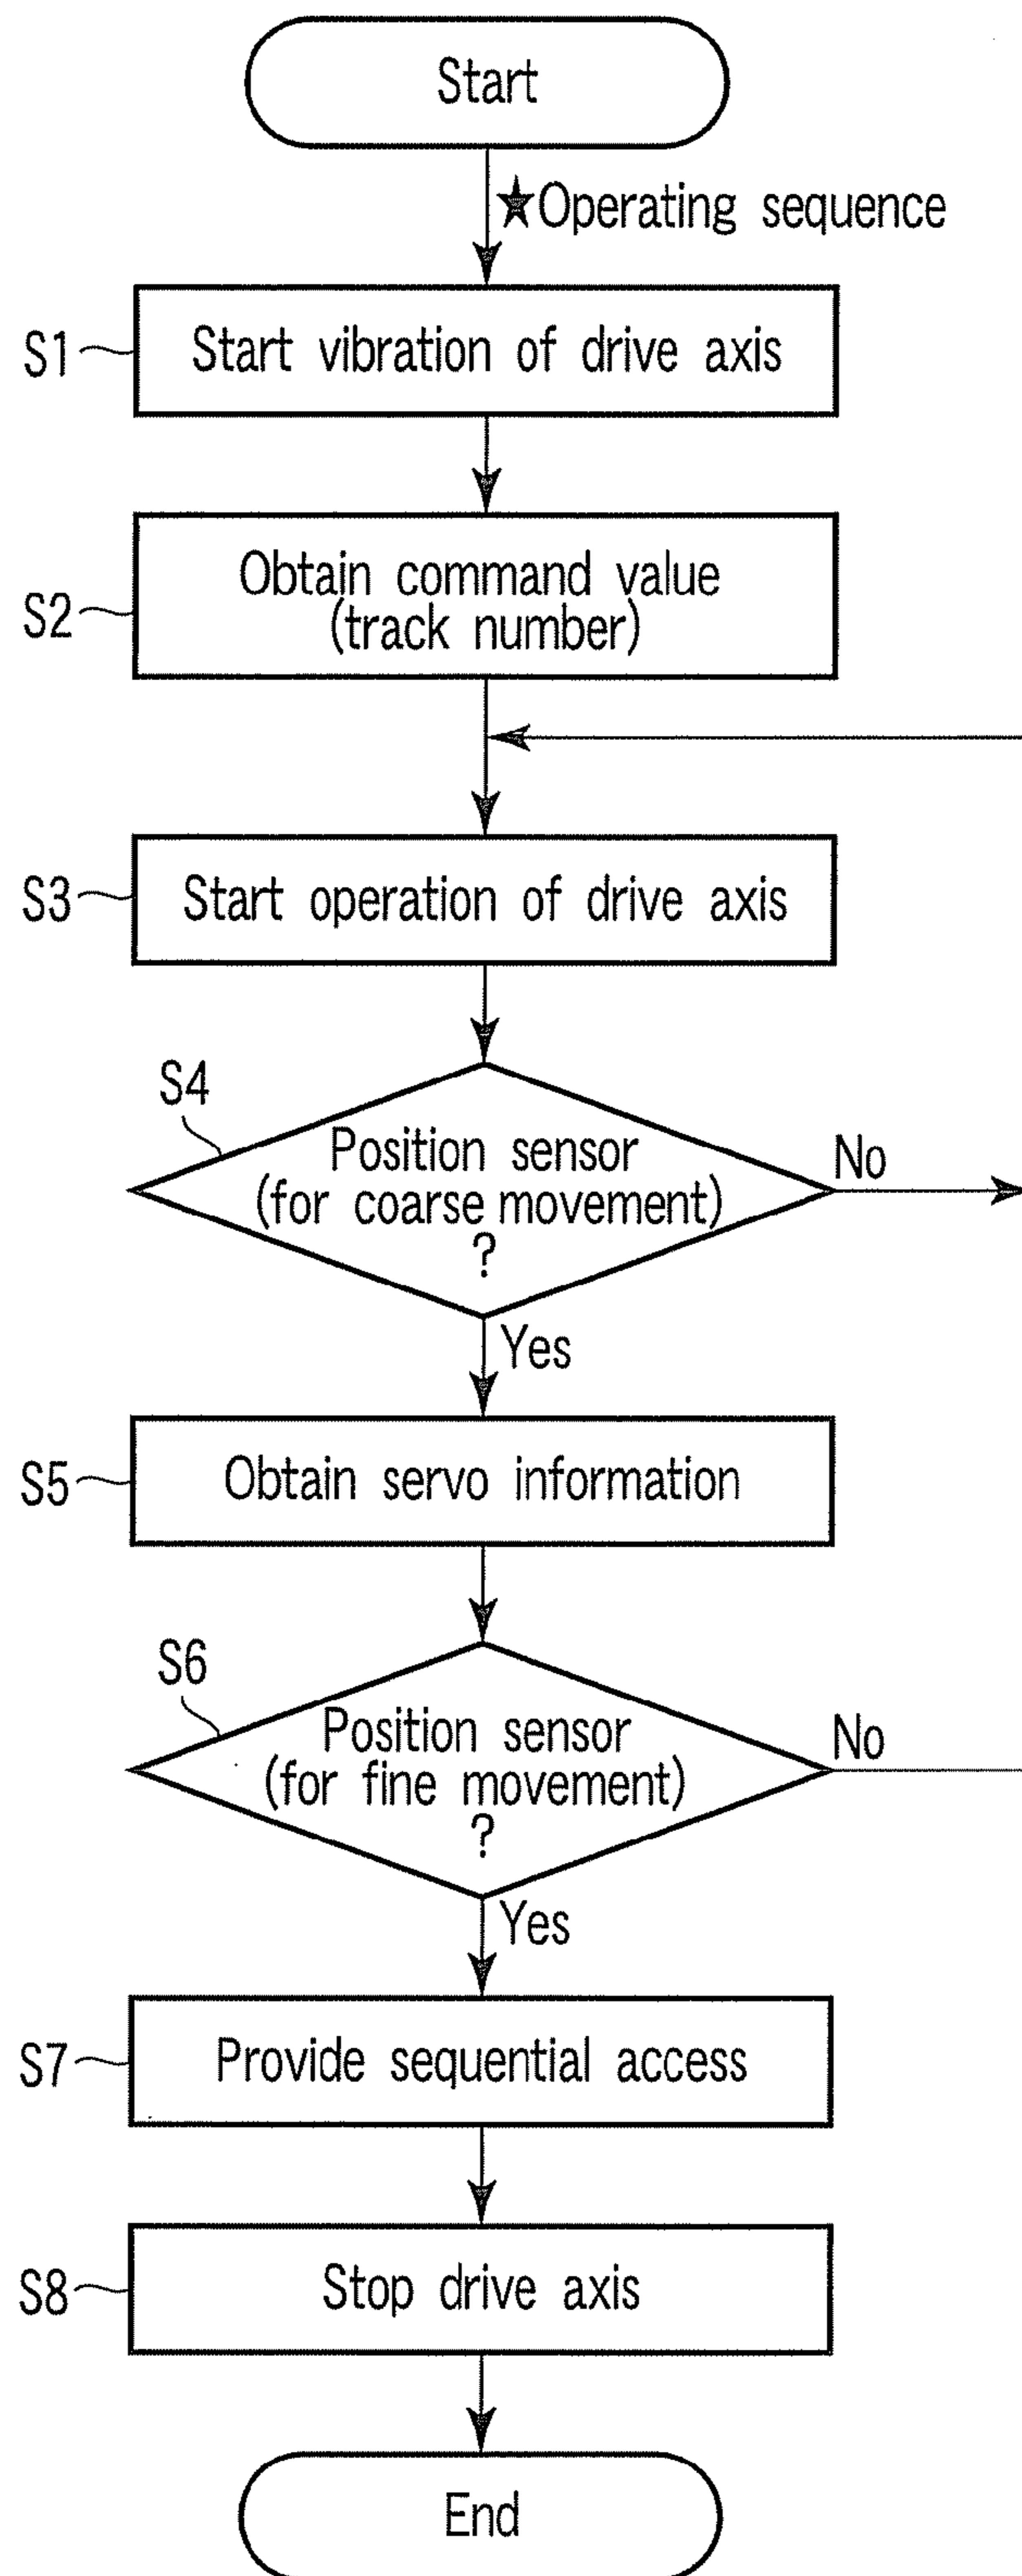 Start
★Operating sequence
S1
Start vibration of drive axis
S2
Obtain command value
(track number)
S3
Start operation of drive axis
S4
Position sensor
(for coarse movement)
?
No
Yes
S5
Obtain servo information
S6
Position sensor
(for fine movement)
?
No
Yes
S7
Provide sequential access
S8
Stop drive axis
End